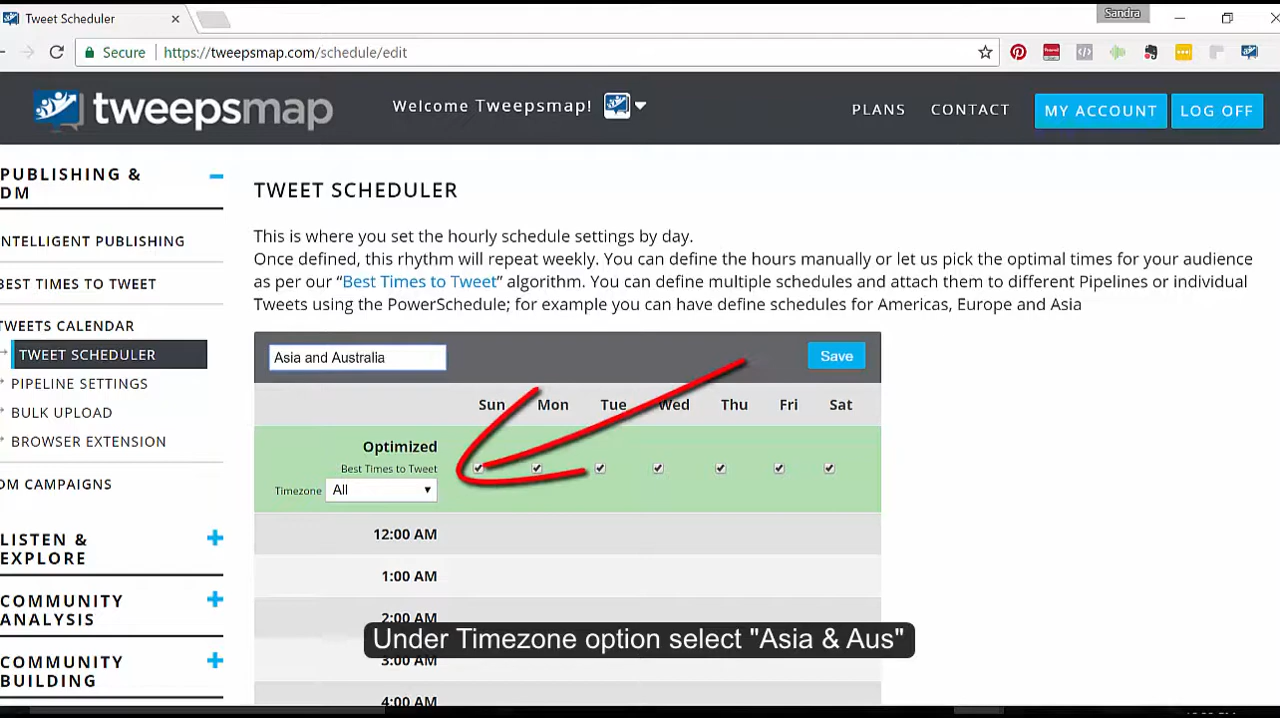 Tweet Scheduler
Sandra
Secure
https://tweepsmap.com/schedule/edit
tweepsmap
Welcome Tweepsmap!
PLANS
CONTACT
MY ACCOUNT
LOG OFF
PUBLISHING &
DM
NTELLIGENT PUBLISHING
BEST TIMES TO TWEET
TWEETS CALENDAR
TWEET SCHEDULER
PIPELINE SETTINGS
BULK UPLOAD
BROWSER EXTENSION
DM CAMPAIGNS
LISTEN &
EXPLORE
COMMUNITY
ANALYSIS
COMMUNITY
BUILDING
TWEET SCHEDULER
This is where you set the hourly schedule settings by day.
Once defined, this rhythm will repeat weekly. You can define the hours manually or let us pick the optimal times for your audience
as per our “Best Times to Tweet” algorithm. You can define multiple schedules and attach them to different Pipelines or individual
Tweets using the PowerSchedule; for example you can have define schedules for Americas, Europe and Asia
Asia and Australia
Save
Sun Mon Tue Wed Thu Fri Sat
Optimized
Best Times to Tweet
Timezone All
12:00 AM
1:00 AM
2:00 AM
3:00 AM
4:00 AM
Under Timezone option select "Asia & Aus"